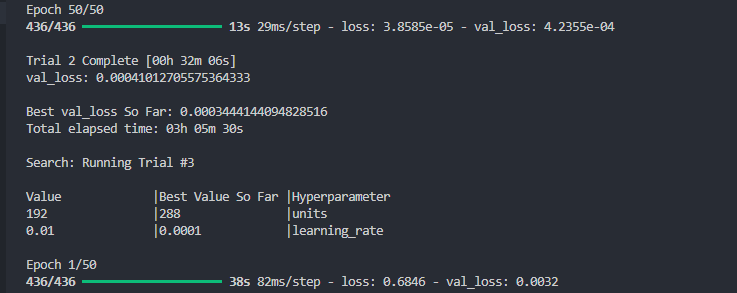 Epoch 50/50
436/436 ━━━━━━━━━━━━━━━━━━━━ 13s 29ms/step - loss: 3.8585e-05 - val_loss: 4.2355e-04
Trial 2 Complete [00h 32m 06s]
val_loss: 0.00041012705575364333
Best val_loss So Far: 0.0003444144094828516
Total elapsed time: 03h 05m 30s
Search: Running Trial #3
Value |Best Value So Far |Hyperparameter
192 |288 |units
0.01 |0.0001 |learning_rate
Epoch 1/50
436/436 ━━━━━━━━━━━━━━━━━━━━ 38s 82ms/step - loss: 0.6846 - val_loss: 0.0032